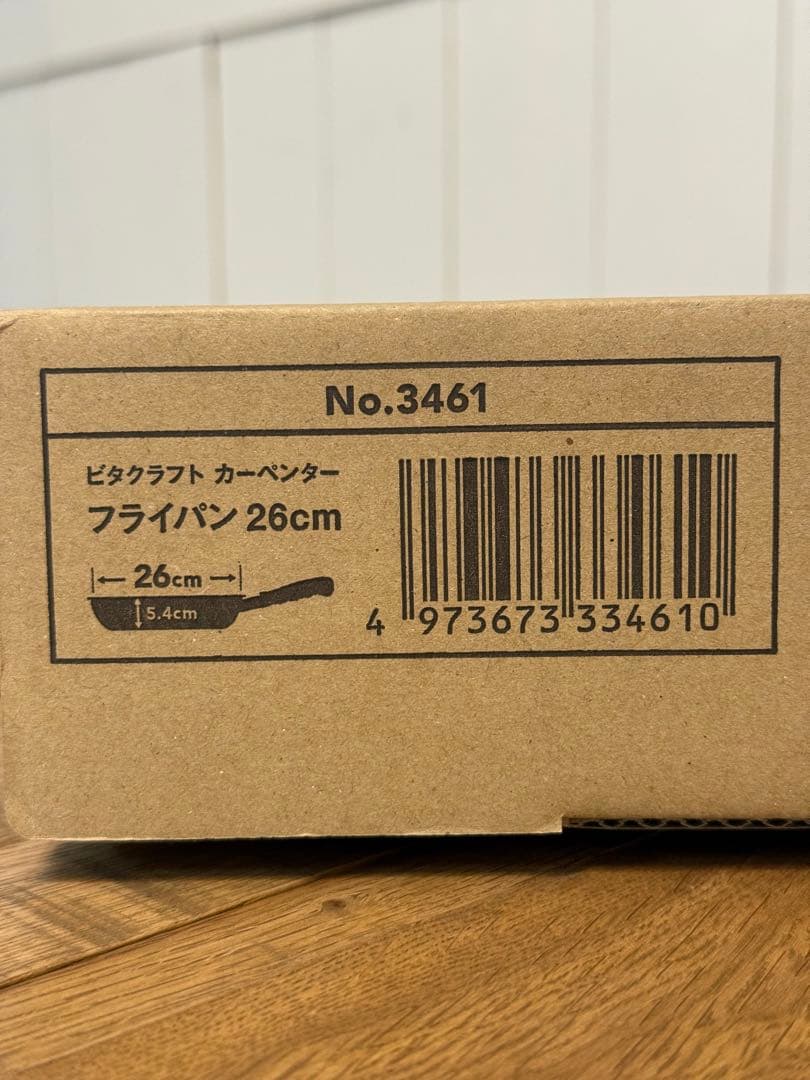 No.3461
ビタクラフト カーペンター
フライパン 26cm
26cm
5.4cm
4 973673 334610